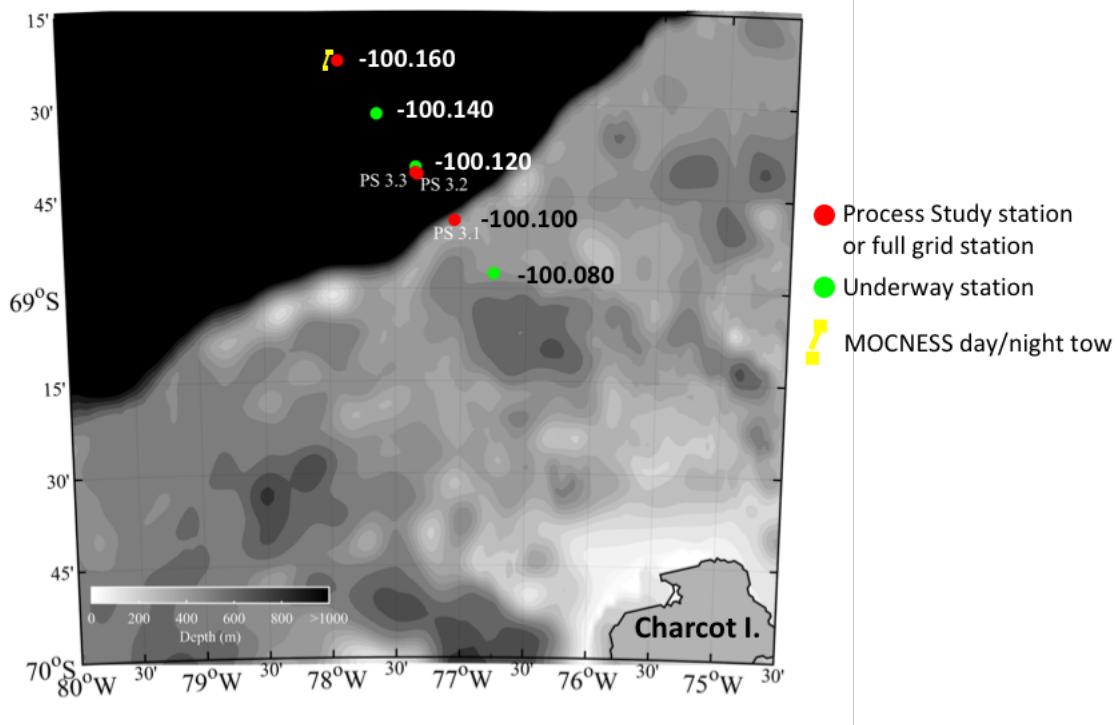 15'
-100.160
30'
-100.140
-100.120
PS 3.3
PS 3.2
45'
-100.100
PS 3.1
-100.080
69°S
15'
30'
45'
0 200 400 600 800 >1000
Depth (m)
Charcot I.
70°S
80°W 30' 79°W 30' 78°W 30' 77°W 30' 76°W 30' 75°W 30'
Process Study station
or full grid station
Underway station
MOCNESS day/night tow